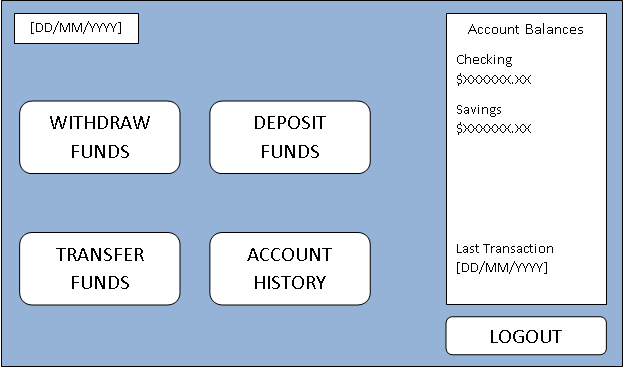 [DD/MM/YYYY]
WITHDRAW
FUNDS
DEPOSIT
FUNDS
TRANSFER
FUNDS
ACCOUNT
HISTORY
Account Balances
Checking
$XXXXXX.XX
Savings
$XXXXXX.XX
Last Transaction
[DD/MM/YYYY]
LOGOUT